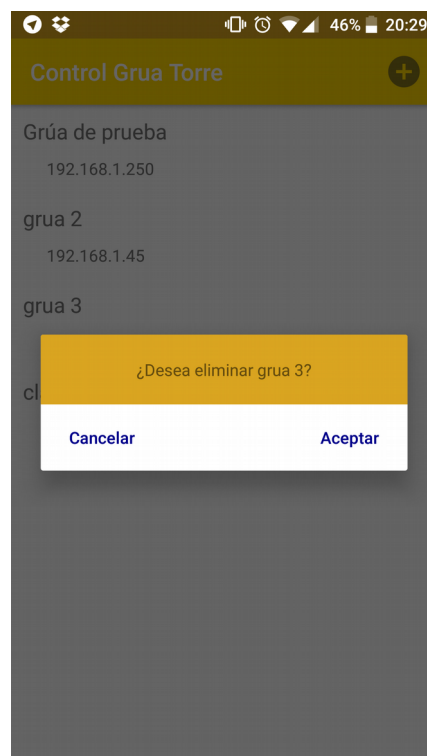 46% 20:29
Control Grua Torre
Grúa de prueba
192.168.1.250
grua 2
192.168.1.45
grua 3
¿Desea eliminar grua 3?
Cancelar Aceptar